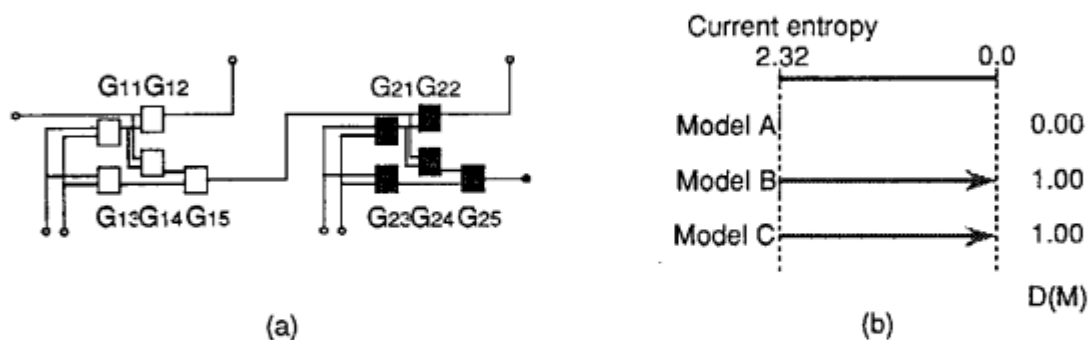 Current entropy
2.32 0.0
G11G12
G21G22
G13G14G15
G23G24G25
Model A 0.00
Model B 1.00
Model C 1.00
D(M)
(a)
(b)